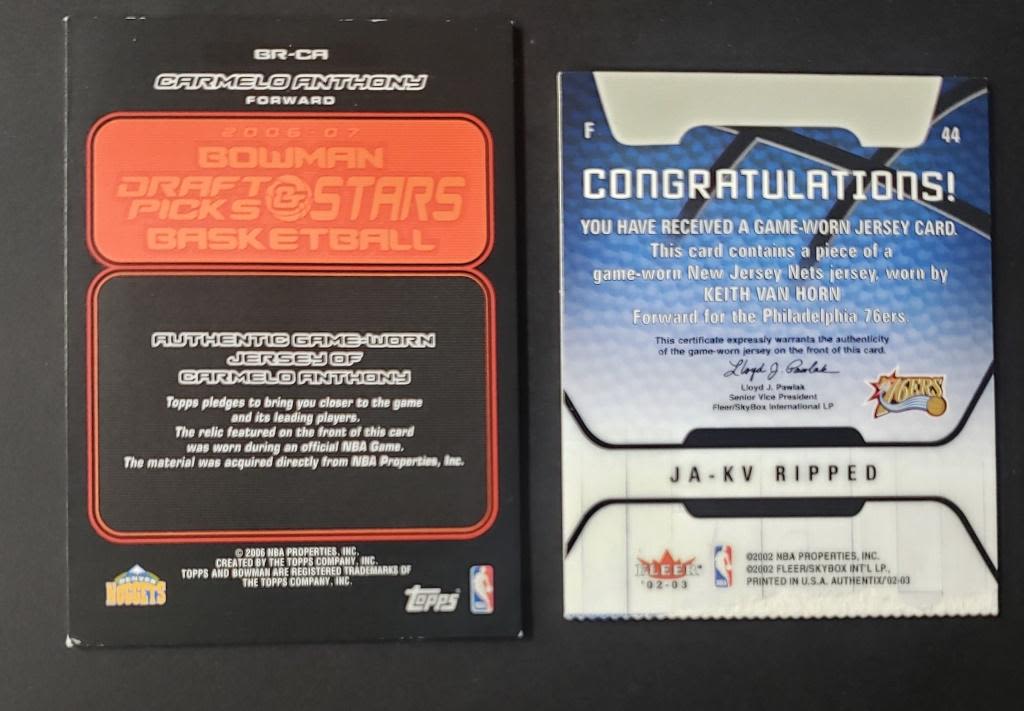 BR-CA
CARMELO ANTHONY
FORWARD
2006-07
BOWMAN
DRAFT PICKS & STARS
BASKETBALL
AUTHENTIC GAME-WORN
JERSEY OF
CARMELO ANTHONY
Topps pledges to bring you closer to the game
and its leading players.
The relic featured on the front of this card
was worn during an official NBA Game.
The material was acquired directly from NBA Properties, Inc.
© 2006 NBA PROPERTIES, INC.
CREATED BY THE TOPPS COMPANY, INC.
TOPPS AND BOWMAN ARE REGISTERED TRADEMARKS OF
THE TOPPS COMPANY, INC.
DENVER
NUGGETS
Topps
F 44
CONGRATULATIONS!
YOU HAVE RECEIVED A GAME-WORN JERSEY CARD.
This card contains a piece of a
game-worn New Jersey Nets jersey, worn by
KEITH VAN HORN
Forward for the Philadelphia 76ers.
This certificate expressly warrants the authenticity
of the game-worn jersey on the front of this card.
Lloyd J. Pawlak
Lloyd J. Pawlak
Senior Vice President
Fleer/SkyBox International LP
76ERS
JA-KV RIPPED
FLEER
'02-03
©2002 NBA PROPERTIES, INC.
©2002 FLEER/SKYBOX INT'L LP.,
PRINTED IN U.S.A. AUTHENTIX/'02-03